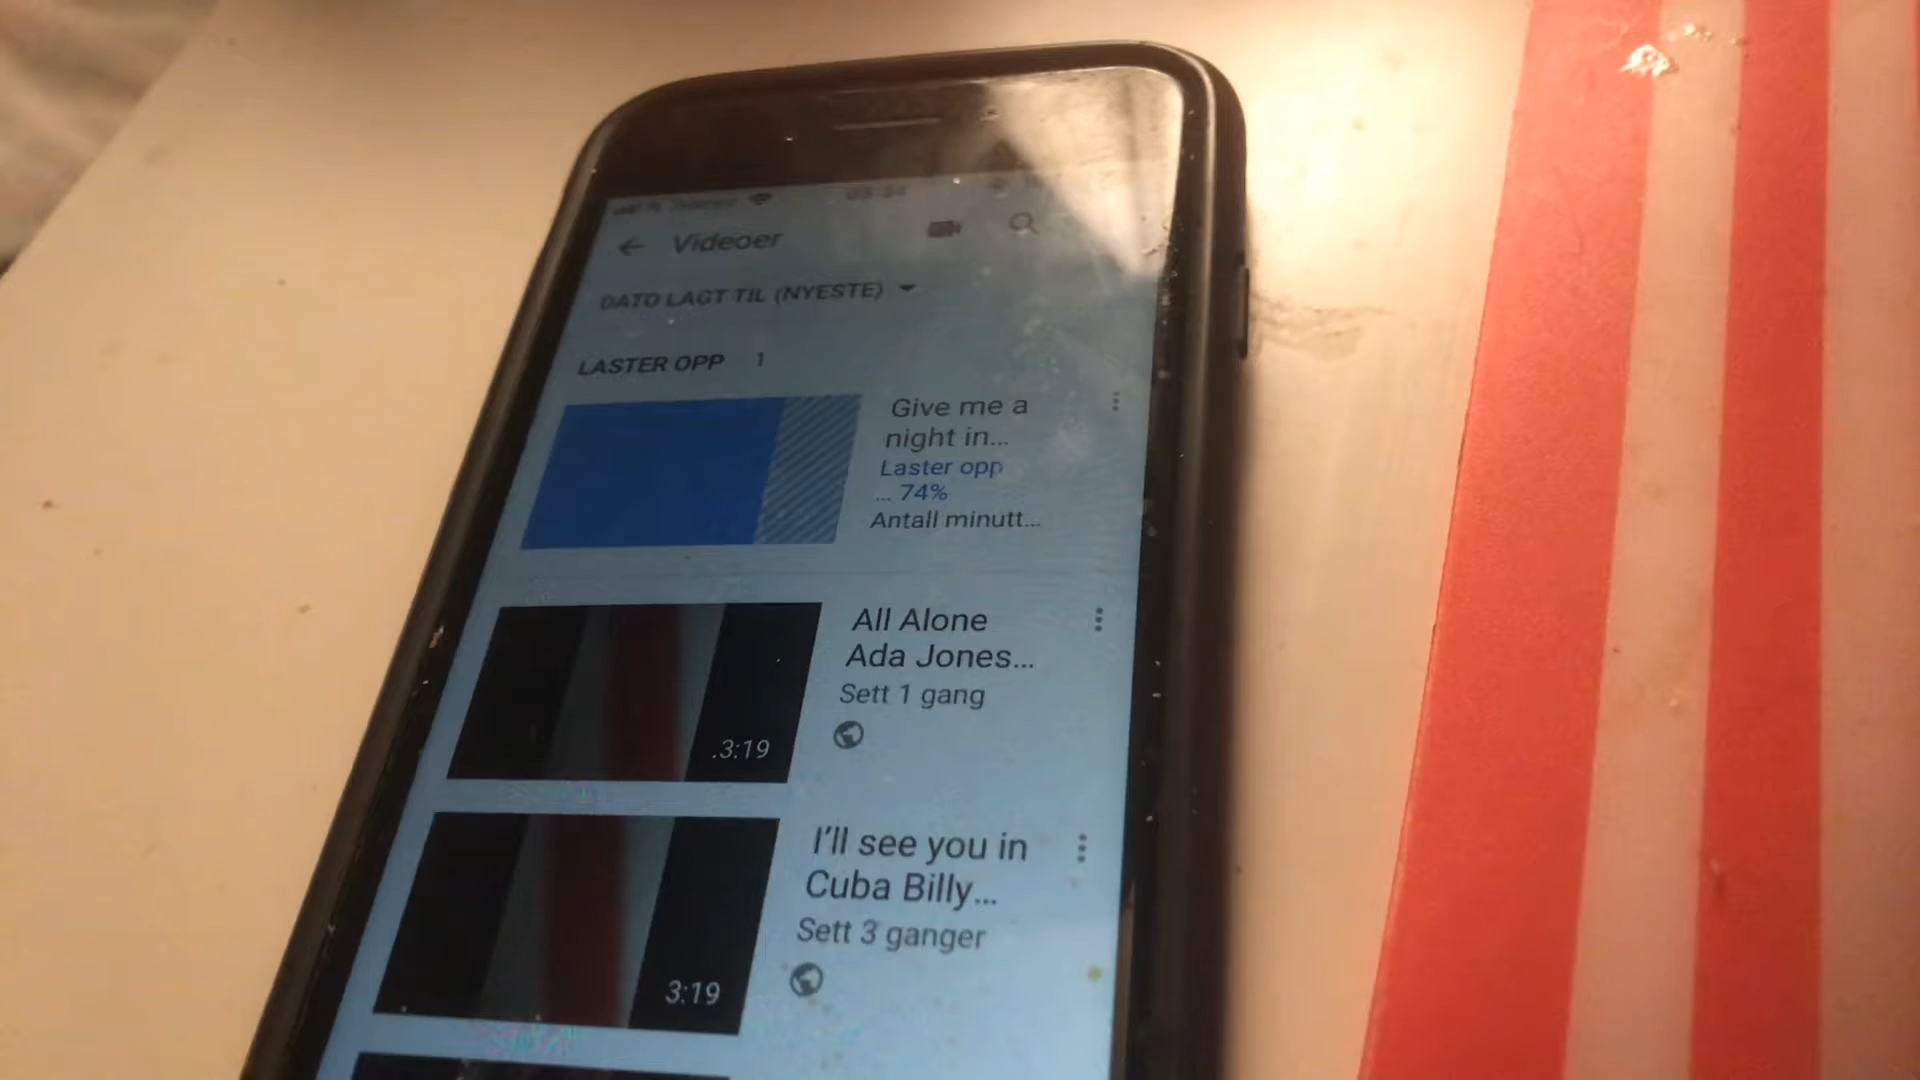 Videoer
DATO LAGT TIL (NYESTE)
LASTER OPP 1
Give me a
night in...
Laster opp
... 74%
Antall minutt...
All Alone
Ada Jones...
Sett 1 gang
3:19
I'll see you in
Cuba Billy...
Sett 3 ganger
3:19